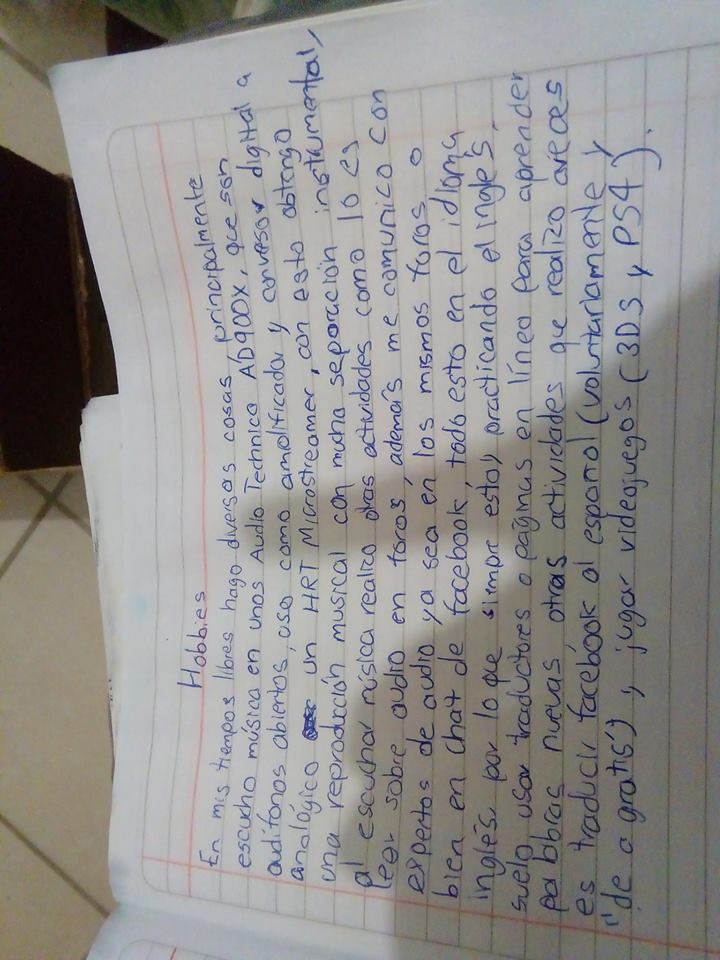 Hobbies
En mis tiempos libres hago diversas cosas, principalmente
escucho música en unos Audio Technica AD900X, que son
audífonos abiertos, uso como amplificador y conversor digital a
analógico un HRT Microstreamer, con esto obtengo
una reproducción musical con mucha separación instrumental,
al escuchar música realizo otras actividades como lo es
leer sobre audio en foros, además me comunico con
expertos de audio ya sea en los mismos foros o
bien en chat de facebook, todo esto en el idioma
inglés, por lo que siempre estoy practicando el inglés,
suelo usar traductores o páginas en línea para aprender
palabras nuevas, otras actividades que realizo aveces
es traducir facebook al español (voluntariamente y
"de a gratis"), jugar videojuegos (3DS y PS4).